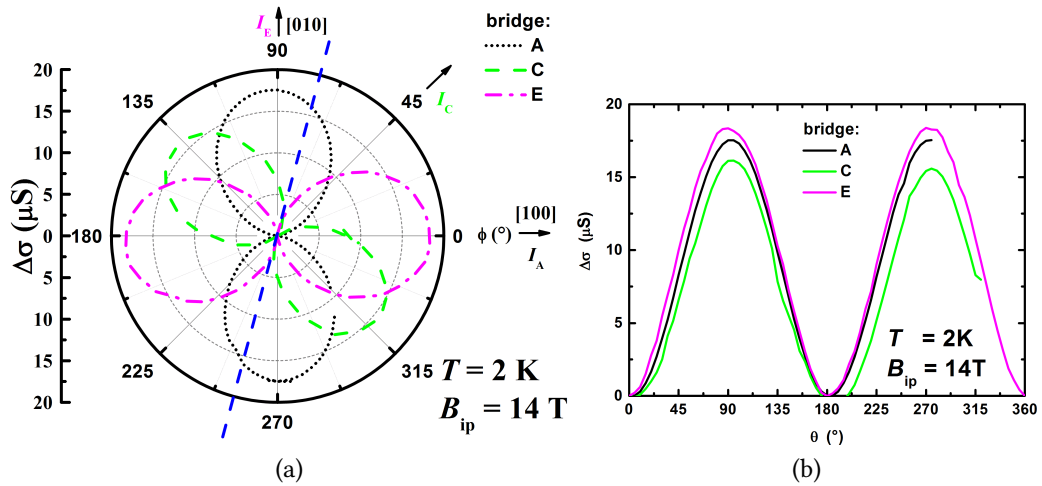 (a)
I_E [010]
bridge:
A
C
E
90
45
I_C
135
20
15
10
5
0
5
10
15
20
Δσ (μS)
180
0
ϕ (°)
[100]
I_A
225
270
315
T = 2 K
B_ip = 14 T
(a)
20
15
10
5
0
Δσ (μS)
bridge:
A
C
E
T = 2K
B_ip = 14T
0 45 90 135 180 225 270 315 360
θ (°)
(b)